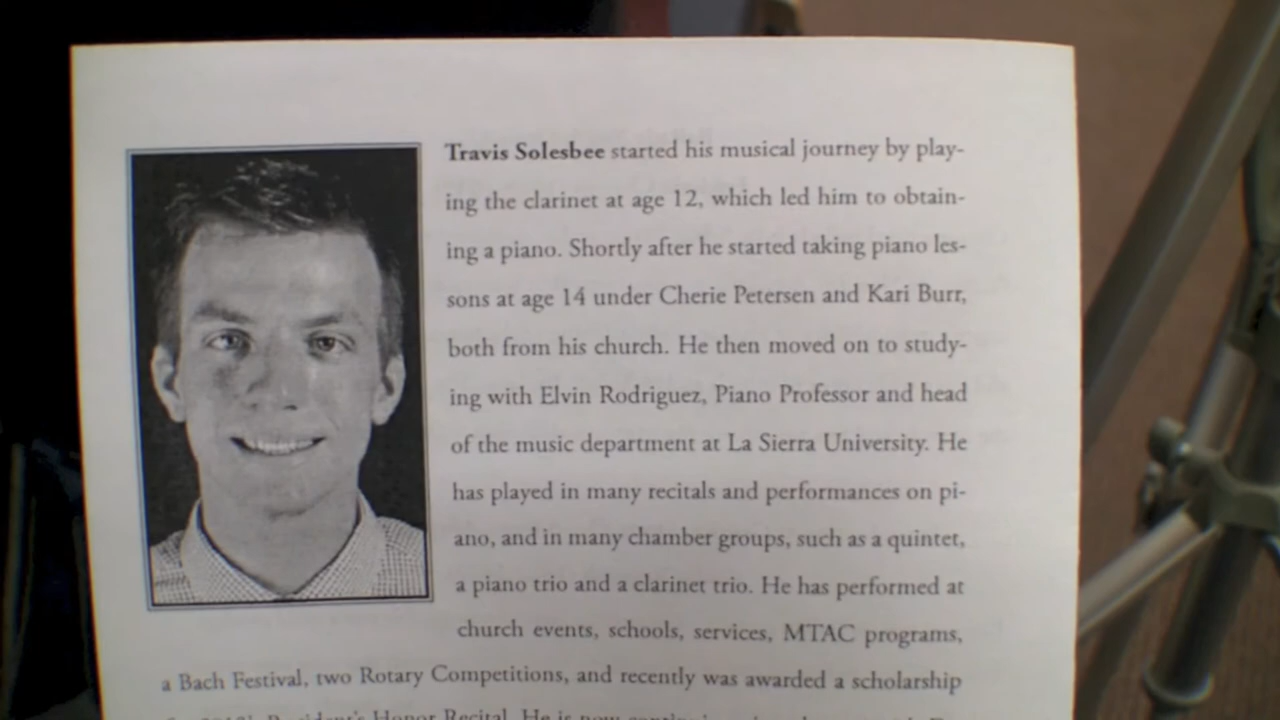 Travis Solesbee started his musical journey by play-
ing the clarinet at age 12, which led him to obtain-
ing a piano. Shortly after he started taking piano les-
sons at age 14 under Cherie Petersen and Kari Burr,
both from his church. He then moved on to study-
ing with Elvin Rodriguez, Piano Professor and head
of the music department at La Sierra University. He
has played in many recitals and performances on pi-
ano, and in many chamber groups, such as a quintet,
a piano trio and a clarinet trio. He has performed at
church events, schools, services, MTAC programs,
a Bach Festival, two Rotary Competitions, and recently was awarded a scholarship
Honor Recital. He is now